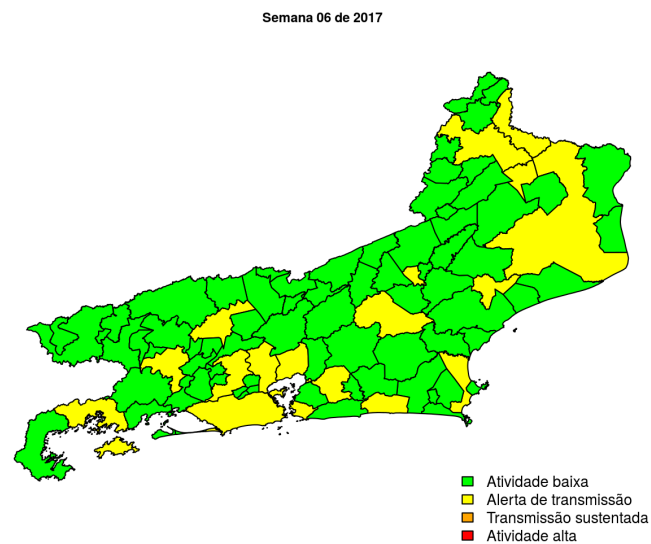 Semana 06 de 2017
Atividade baixa
Alerta de transmissão
Transmissão sustentada
Atividade alta